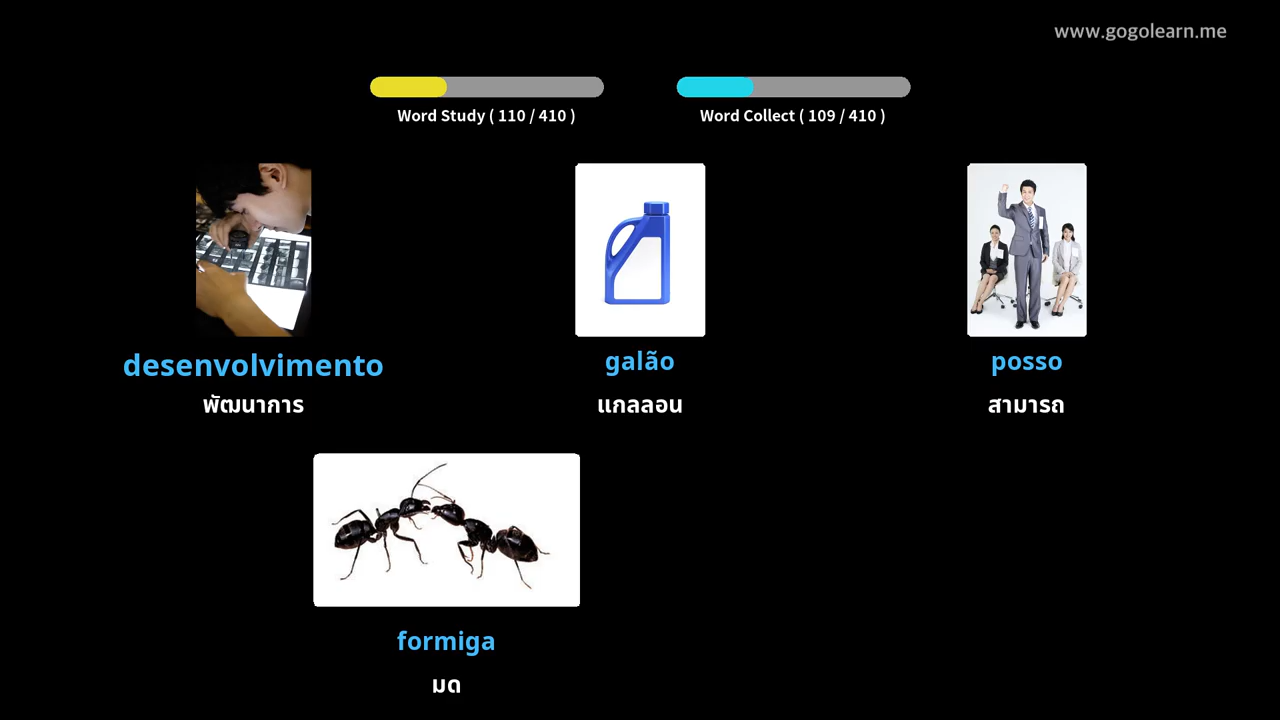 www.gogolearn.me
Word Study ( 110 / 410 )
Word Collect ( 109 / 410 )
desenvolvimento
พัฒนาการ
galão
แกลลอน
posso
สามารถ
formiga
มด